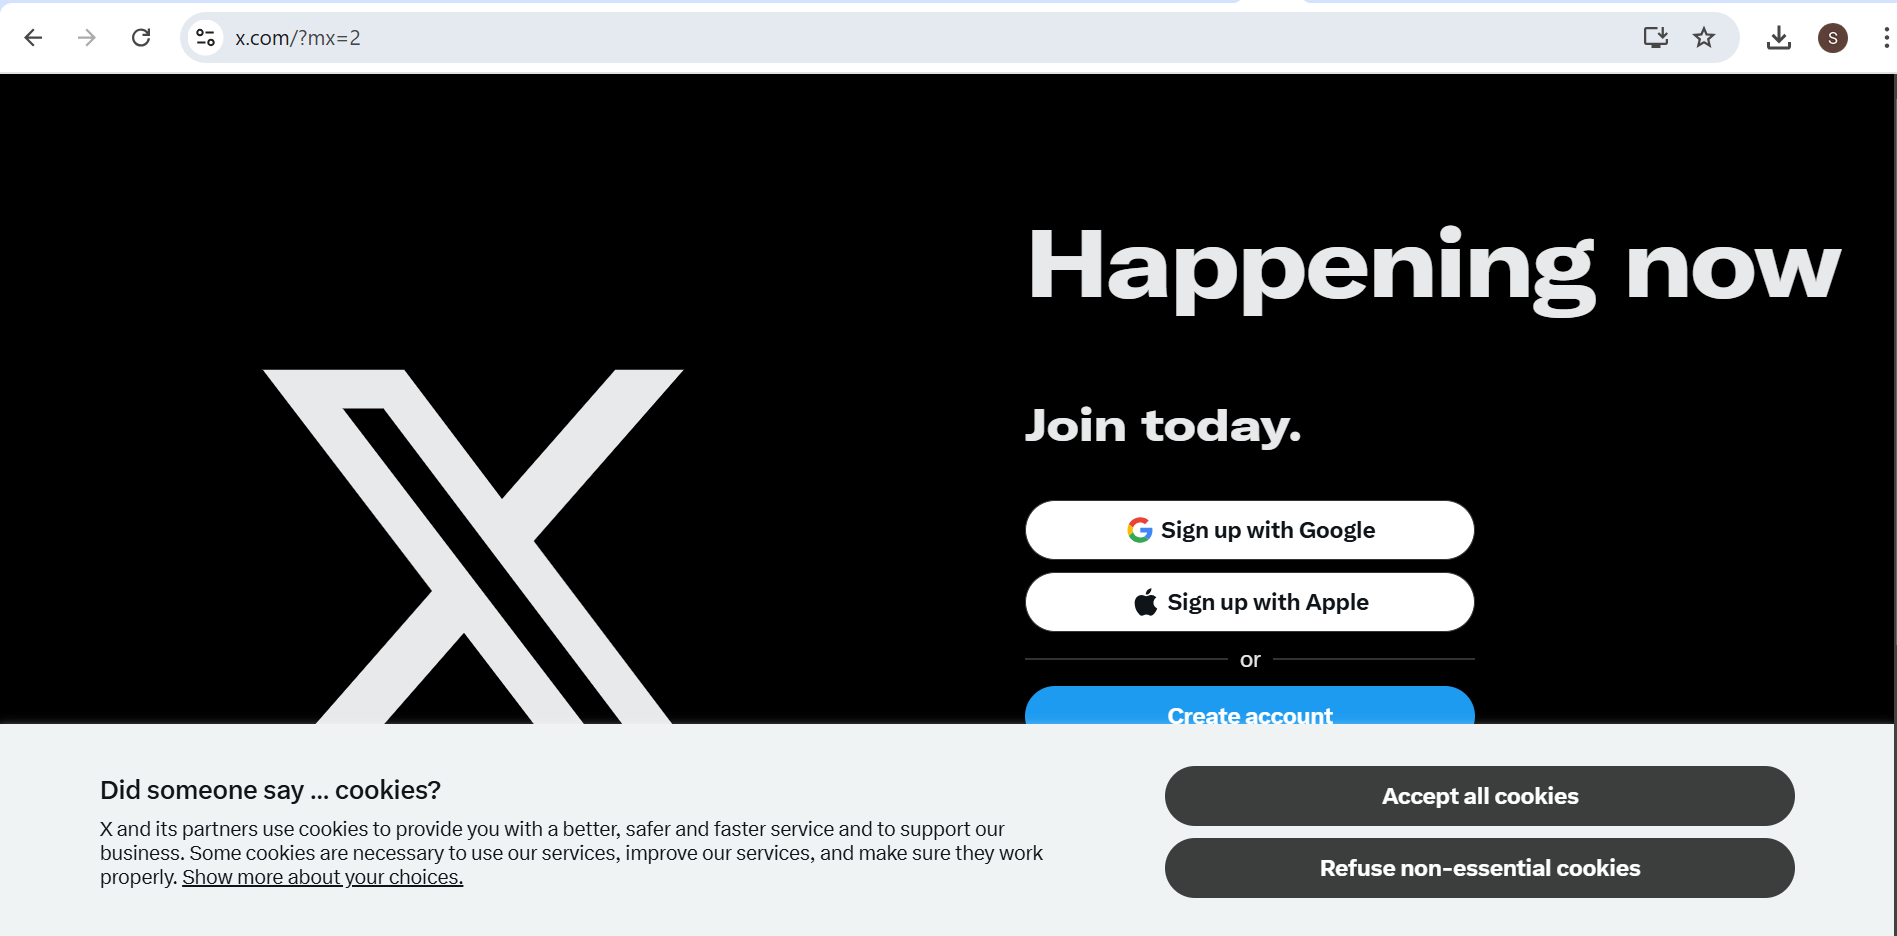 x.com/?mx=2
S
Happening now
Join today.
Sign up with Google
Sign up with Apple
or
Create account
Did someone say ... cookies?
X and its partners use cookies to provide you with a better, safer and faster service and to support our
business. Some cookies are necessary to use our services, improve our services, and make sure they work
properly. Show more about your choices.
Accept all cookies
Refuse non-essential cookies